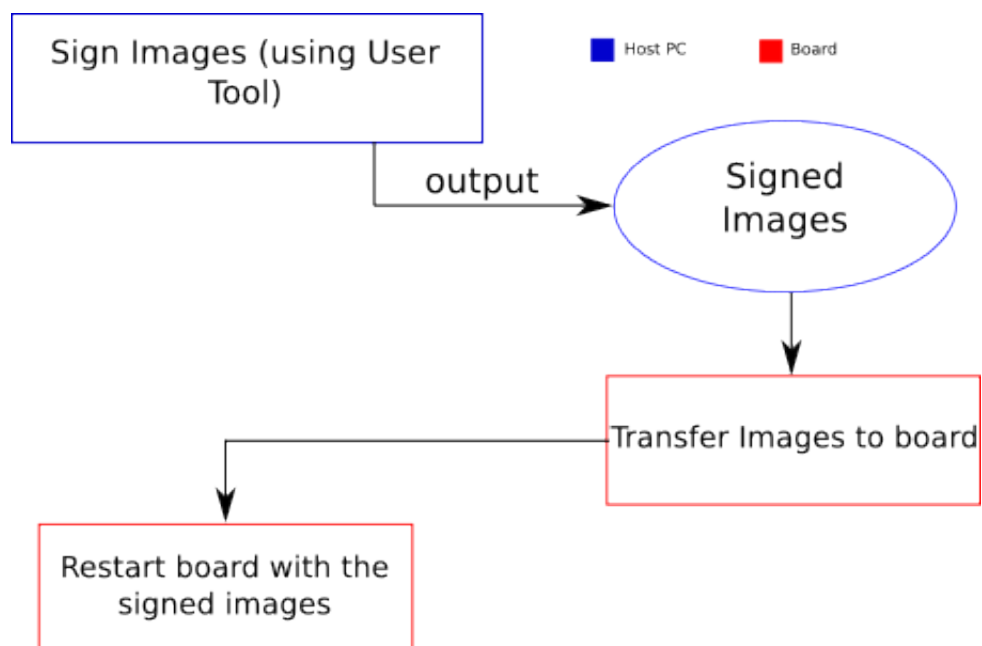 Sign Images (using User
Tool)
Host PC
Board
output
Signed
Images
Transfer Images to board
Restart board with the
signed images